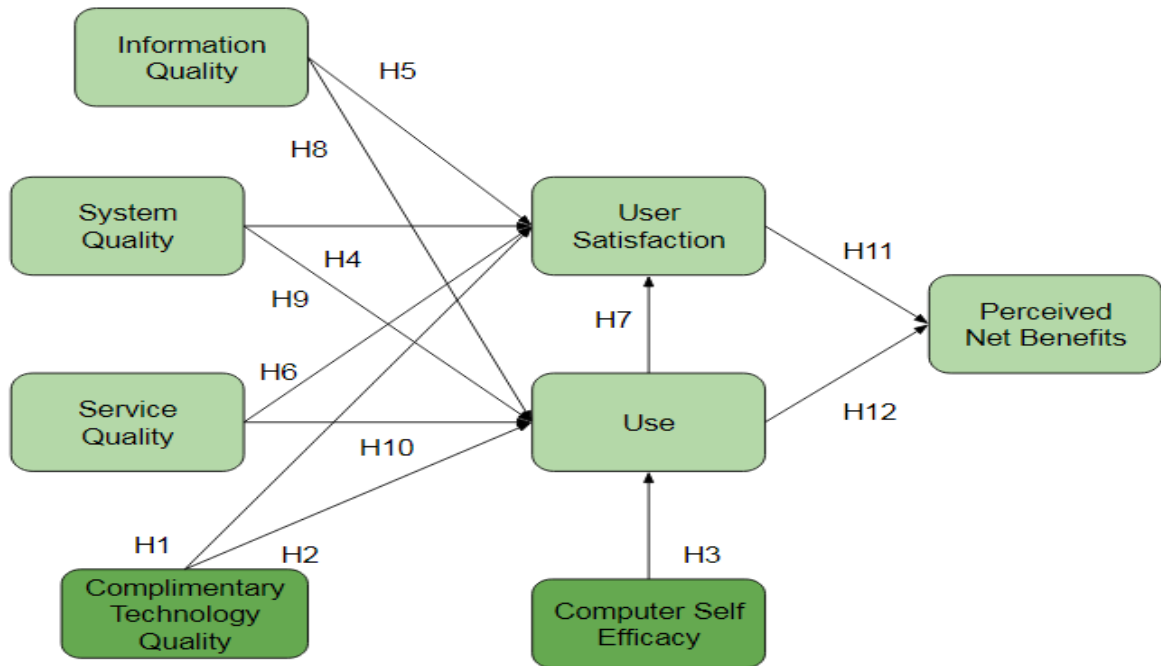 Information
Quality
H5
H8
System
Quality
User
Satisfaction
H4
H9
H11
H7
Perceived
Net Benefits
H6
Service
Quality
Use
H12
H10
H1
H2
H3
Complimentary
Technology
Quality
Computer Self
Efficacy